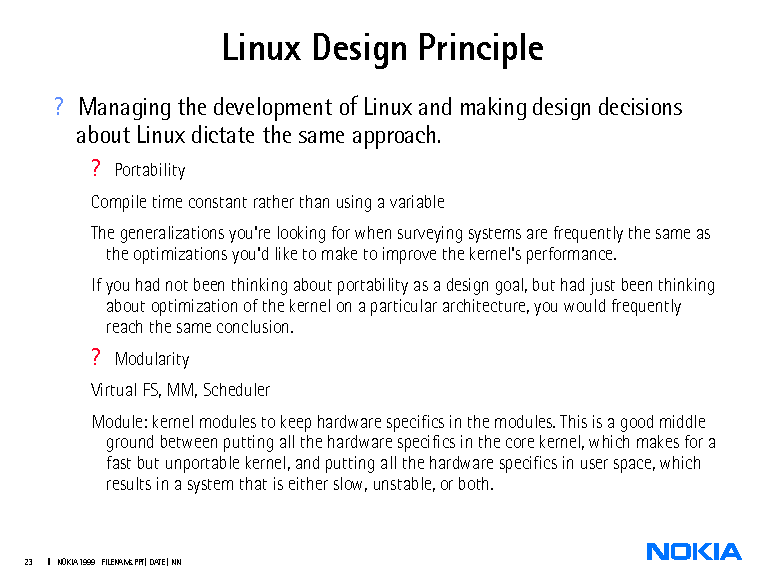 Linux Design Principle
? Managing the development of Linux and making design decisions
about Linux dictate the same approach.
? Portability
Compile time constant rather than using a variable
The generalizations you're looking for when surveying systems are frequently the same as
the optimizations you'd like to make to improve the kernel's performance.
If you had not been thinking about portability as a design goal, but had just been thinking
about optimization of the kernel on a particular architecture, you would frequently
reach the same conclusion.
? Modularity
Virtual FS, MM, Scheduler
Module: kernel modules to keep hardware specifics in the modules. This is a good middle
ground between putting all the hardware specifics in the core kernel, which makes for a
fast but unportable kernel, and putting all the hardware specifics in user space, which
results in a system that is either slow, unstable, or both.
NOKIA
23 | NOKIA 1999 FILENAMs.PPT | DATE | NN